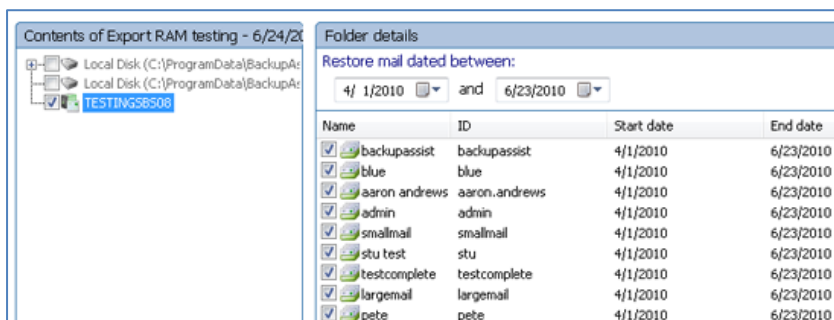 Contents of Export RAM testing - 6/24/20
Local Disk (C:\ProgramData\BackupAs
Local Disk (C:\ProgramData\BackupAs
TESTINGSBS08
Folder details
Restore mail dated between:
4/ 1/2010 and 6/23/2010
Name ID Start date End date
backupassist backupassist 4/1/2010 6/23/2010
blue blue 4/1/2010 6/23/2010
aaron andrews aaron.andrews 4/1/2010 6/23/2010
admin admin 4/1/2010 6/23/2010
smallmail smallmail 4/1/2010 6/23/2010
stu test stu 4/1/2010 6/23/2010
testcomplete testcomplete 4/1/2010 6/23/2010
largemail largemail 4/1/2010 6/23/2010
pete pete 4/1/2010 6/23/2010